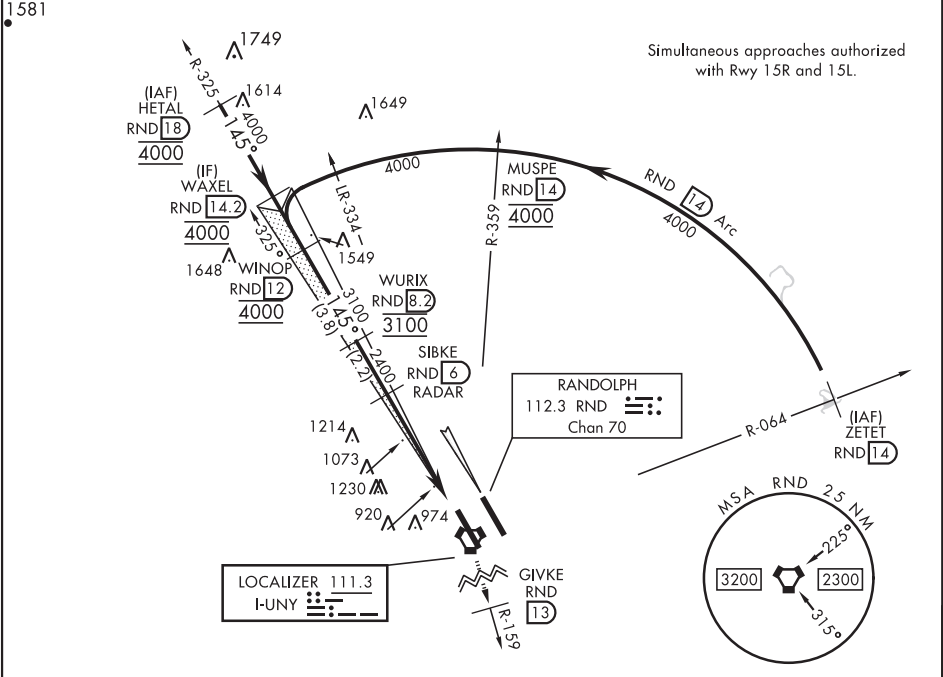 1581
1749
Simultaneous approaches authorized
with Rwy 15R and 15L.
R-325
1614
1649
(IAF)
HETAL
RND 18
4000
145°
4000
4000
MUSPE
RND 14
4000
RND 14 Arc
4000
(IF)
WAXEL
RND 14.2
4000
325°
LR-334
R-359
1549
1648
WINOP
RND 12
4000
WURIX
RND 8.2
3100
3100
145°
(3.8)
2400
(2.2)
SIBKE
RND 6
RADAR
RANDOLPH
112.3 RND
Chan 70
R-064
(IAF)
ZETET
RND 14
1214
1073
1230
920
974
MSA RND 25 NM
225°
3200
2300
315°
LOCALIZER 111.3
I-UNY
GIVKE
RND
13
R-159